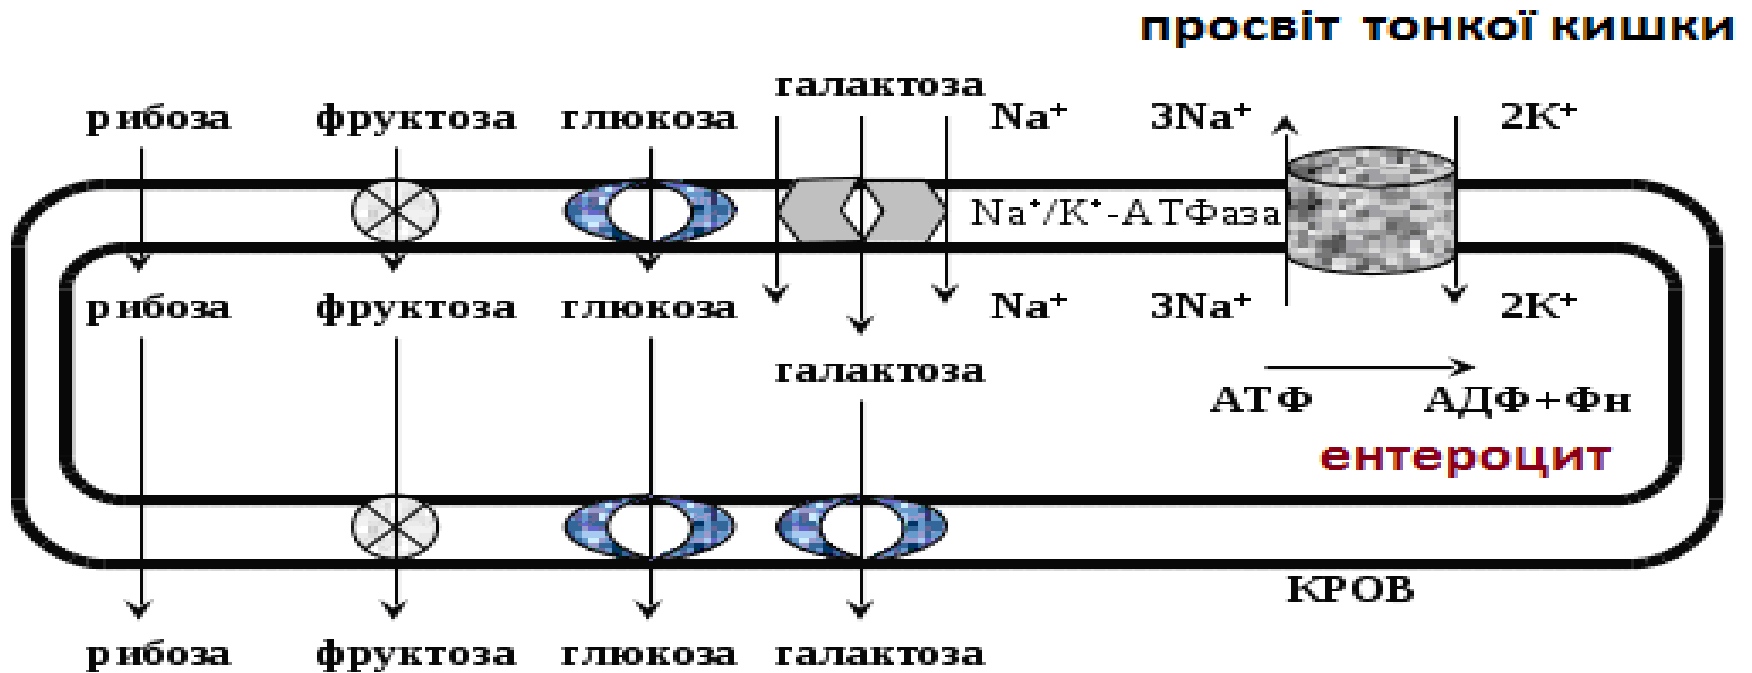 просвіт тонкої кишки
галактоза
рибоза фруктоза глюкоза Na⁺ 3Na⁺ 2K⁺
Na⁺/K⁺-АТФаза
рибоза фруктоза глюкоза Na⁺ 3Na⁺ 2K⁺
галактоза
АТФ АДФ+Фн
ентероцит
КРОВ
рибоза фруктоза глюкоза галактоза